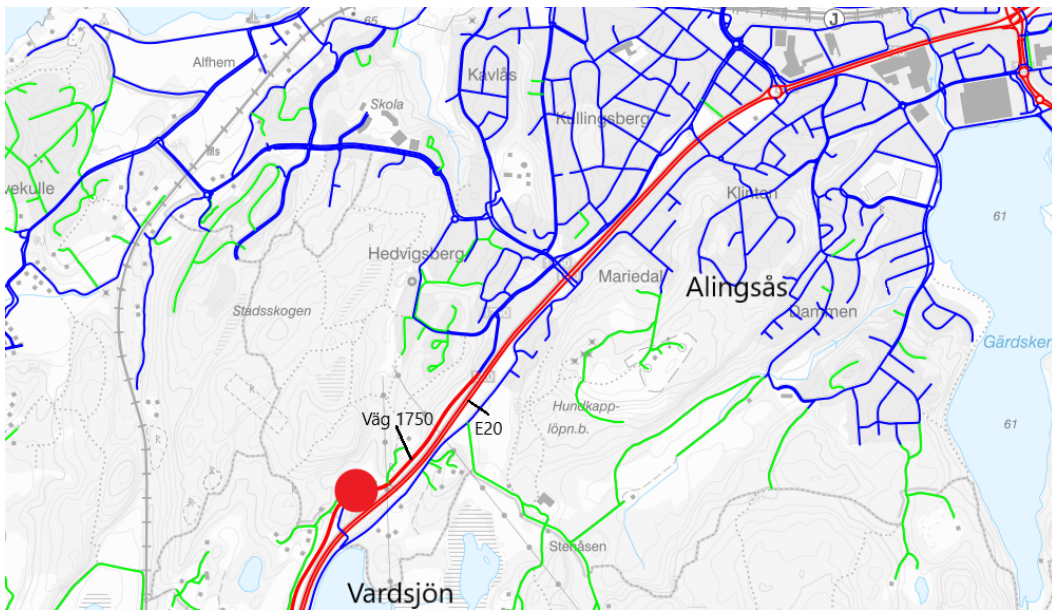 65
J
Alfhem
Kavlås
Skola
Kullingsberg
Ms
vekulle
Klinten
61
R
Hedvigsberg
Mariedal
Alingsås
Stadsskogen
Dammen
Gärdsker
R
R
Väg 1750
E20
Hundkapp-
löpn.b.
61
Stenåsen
Vardsjön